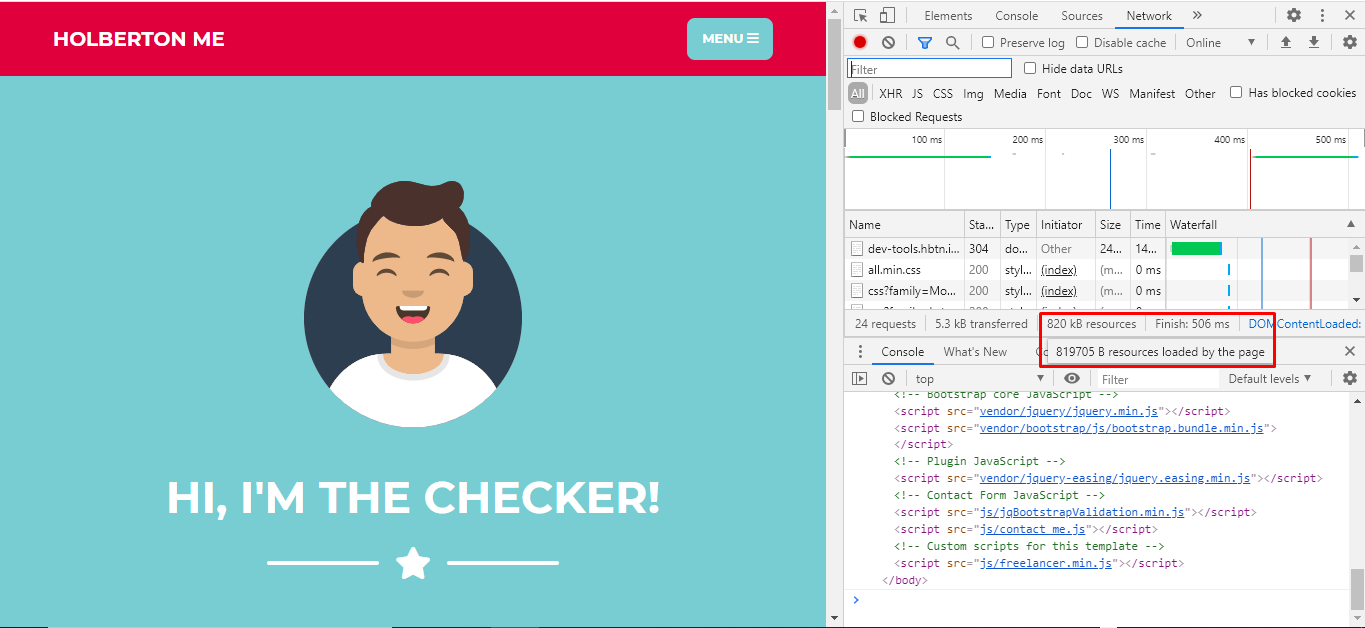 HOLBERTON ME
MENU
HI, I'M THE CHECKER!
Elements Console Sources Network
Preserve log Disable cache Online
Filter Hide data URLs
All XHR JS CSS Img Media Font Doc WS Manifest Other Has blocked cookies
Blocked Requests
100 ms 200 ms 300 ms 400 ms 500 ms
Name Sta... Type Initiator Size Time Waterfall
dev-tools.hbtn.i... 304 do... Other 24... 14...
all.min.css 200 styl... (index) (m... 0 ms
css?family=Mo... 200 styl... (index) (m... 0 ms
24 requests 5.3 kB transferred 820 kB resources Finish: 506 ms DOMContentLoaded:
Console What's New 819705 B resources loaded by the page
top Filter Default levels
<!-- Bootstrap core JavaScript -->
<script src="vendor/jquery/jquery.min.js"></script>
<script src="vendor/bootstrap/js/bootstrap.bundle.min.js">
</script>
<!-- Plugin JavaScript -->
<script src="vendor/jquery-easing/jquery.easing.min.js"></script>
<!-- Contact Form JavaScript -->
<script src="js/jqBootstrapValidation.min.js"></script>
<script src="js/contact_me.js"></script>
<!-- Custom scripts for this template -->
<script src="js/freelancer.min.js"></script>
</body>